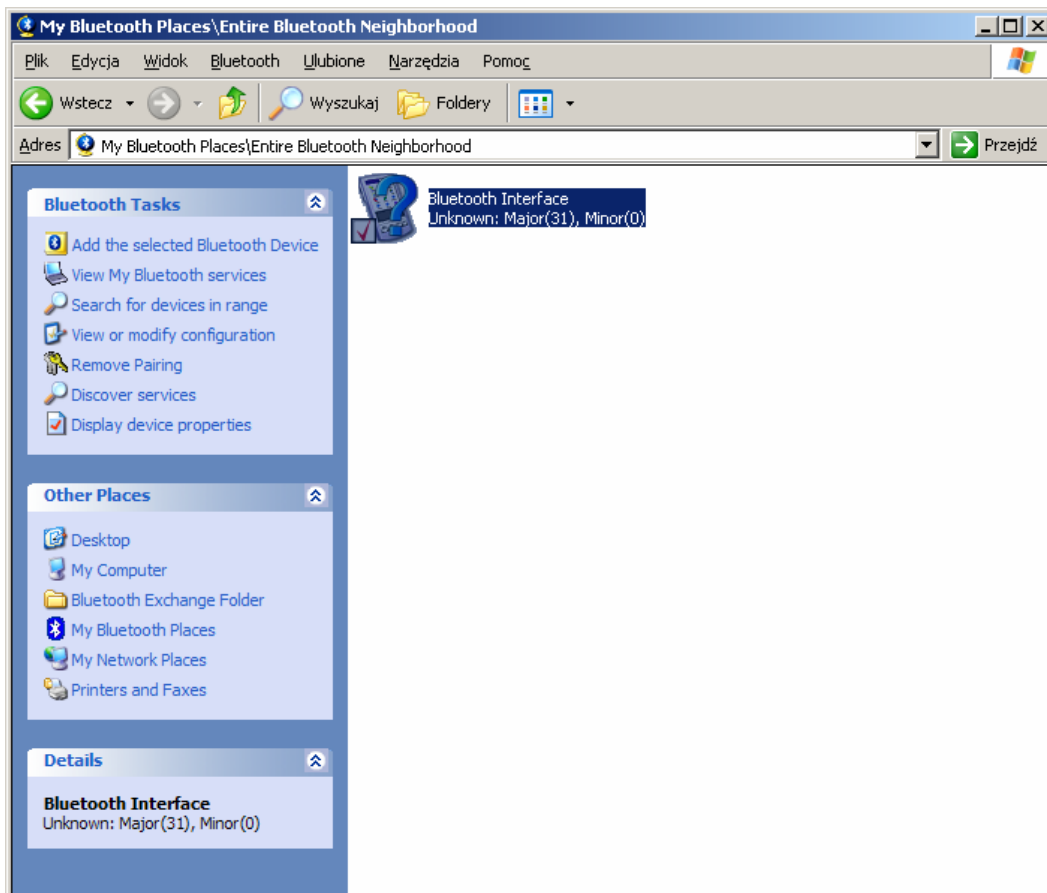 My Bluetooth Places\Entire Bluetooth Neighborhood
Plik Edycja Widok Bluetooth Ulubione Narzędzia Pomoc
Wstecz Wyszukaj Foldery
Adres My Bluetooth Places\Entire Bluetooth Neighborhood Przejdź
Bluetooth Tasks
Add the selected Bluetooth Device
View My Bluetooth services
Search for devices in range
View or modify configuration
Remove Pairing
Discover services
Display device properties
Other Places
Desktop
My Computer
Bluetooth Exchange Folder
My Bluetooth Places
My Network Places
Printers and Faxes
Details
Bluetooth Interface
Unknown: Major(31), Minor(0)
Bluetooth Interface
Unknown: Major(31), Minor(0)